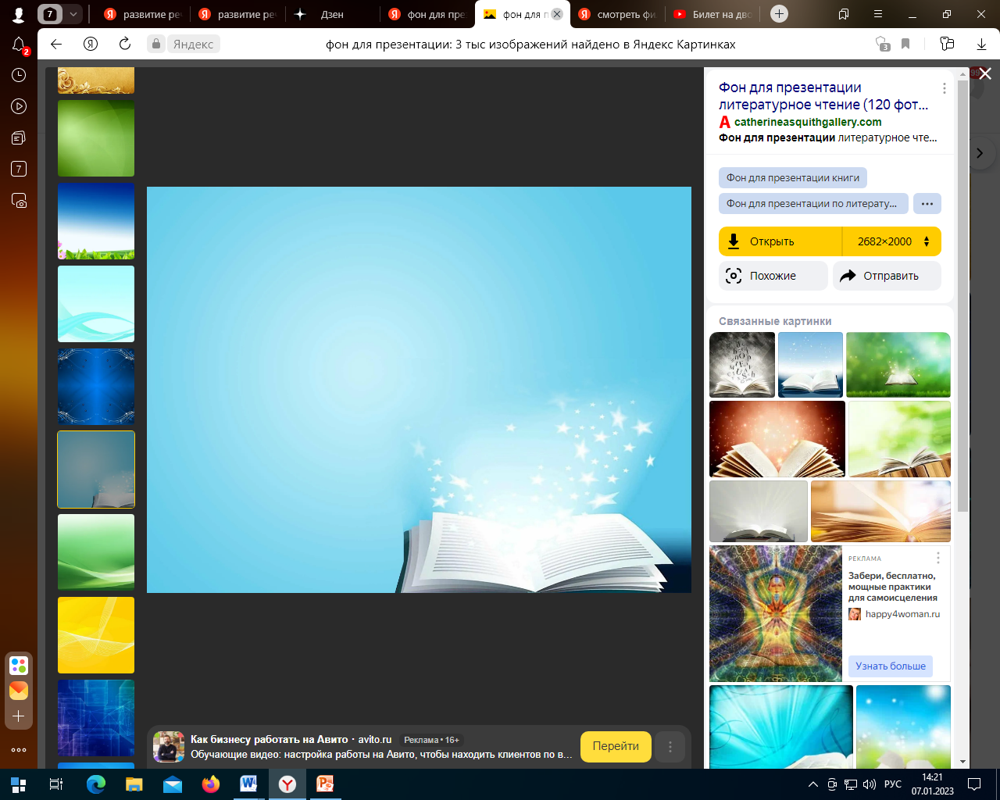 7
развитие ре
развитие ре
Дзен
фон для пре
фон для п
смотреть фи
Билет на дво
2
Яндекс
фон для презентации: 3 тыс изображений найдено в Яндекс Картинках
3
7
Фон для презентации
литературное чтение (120 фот...
catherineasquithgallery.com
Фон для презентации литературное чте...
Фон для презентации книги
Фон для презентации по литерату...
Открыть
2682×2000
Похожие
Отправить
Связанные картинки
РЕКЛАМА
Забери, бесплатно,
мощные практики
для самоисцеления
happy4woman.ru
Узнать больше
Как бизнесу работать на Авито · avito.ru Реклама • 16+
Обучающие видео: настройка работы на Авито, чтобы находить клиентов по в...
Перейти
РУС
14:21
07.01.2023